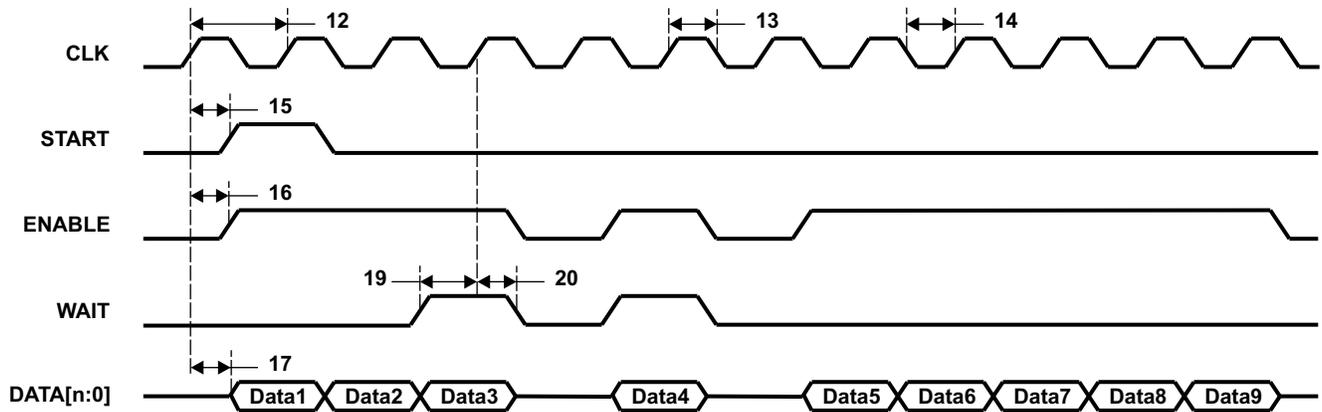 12 13 14
CLK
15
START
16
ENABLE
19 20
WAIT
17
DATA[n:0] Data1 Data2 Data3 Data4 Data5 Data6 Data7 Data8 Data9